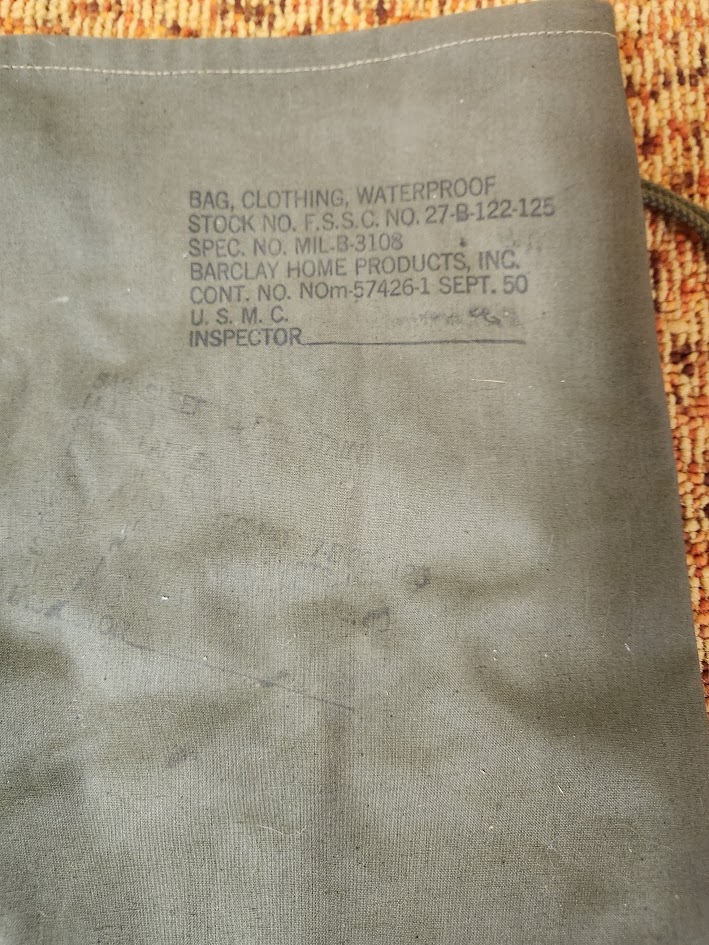 BAG, CLOTHING, WATERPROOF
STOCK NO. F.S.S.C. NO. 27-B-122-125
SPEC. NO. MIL-B-3108
BARCLAY HOME PRODUCTS, INC.
CONT. NO. NOm-57426-1 SEPT. 50
U. S. M. C.
INSPECTOR